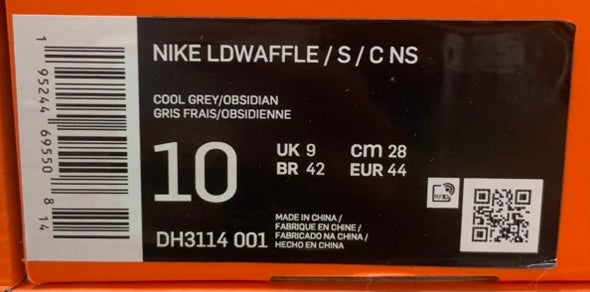 NIKE LDWAFFLE / S / C NS
COOL GREY/OBSIDIAN
GRIS FRAIS/OBSIDIENNE
10
UK 9 cm 28
BR 42 EUR 44
DH3114 001
MADE IN CHINA /
FABRIQUE EN CHINE /
FABRICADO NA CHINA /
HECHO EN CHINA
1 95244 69550 8 14